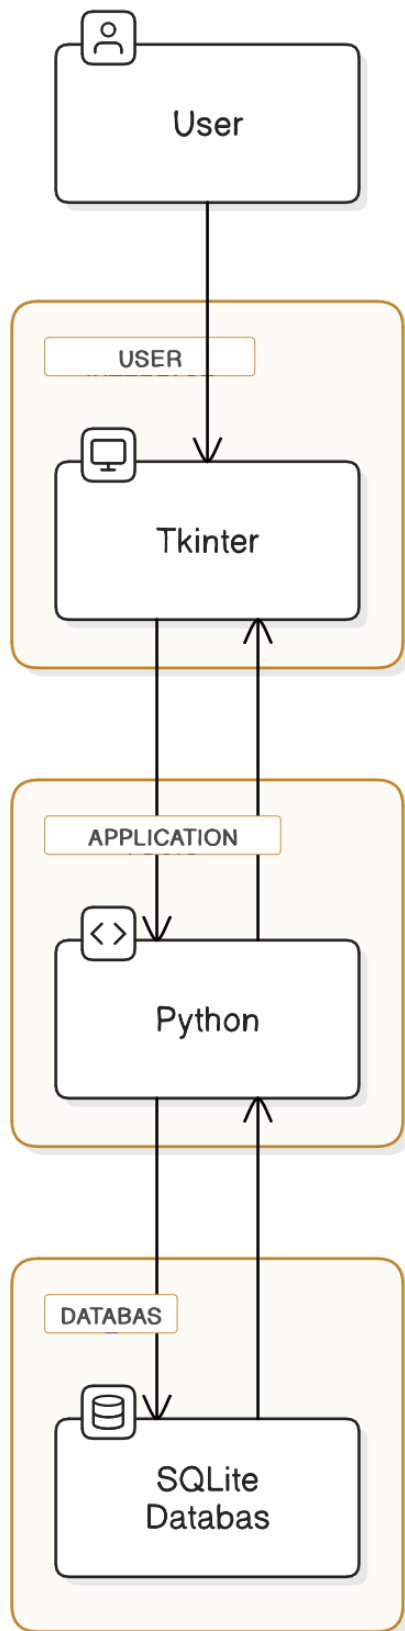 User
USER
Tkinter
APPLICATION
Python
DATABAS
SQLite
Databas